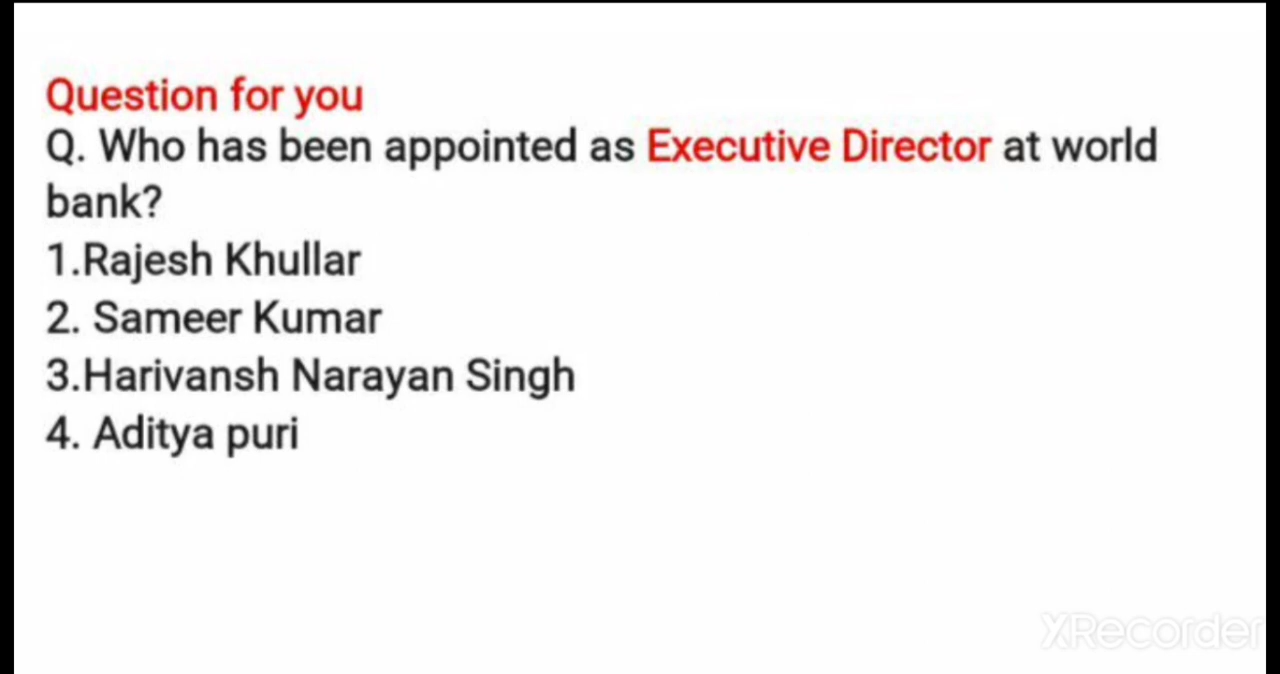 Question for you
Q. Who has been appointed as Executive Director at world
bank?
1.Rajesh Khullar
2. Sameer Kumar
3.Harivansh Narayan Singh
4. Aditya puri
XRecorder